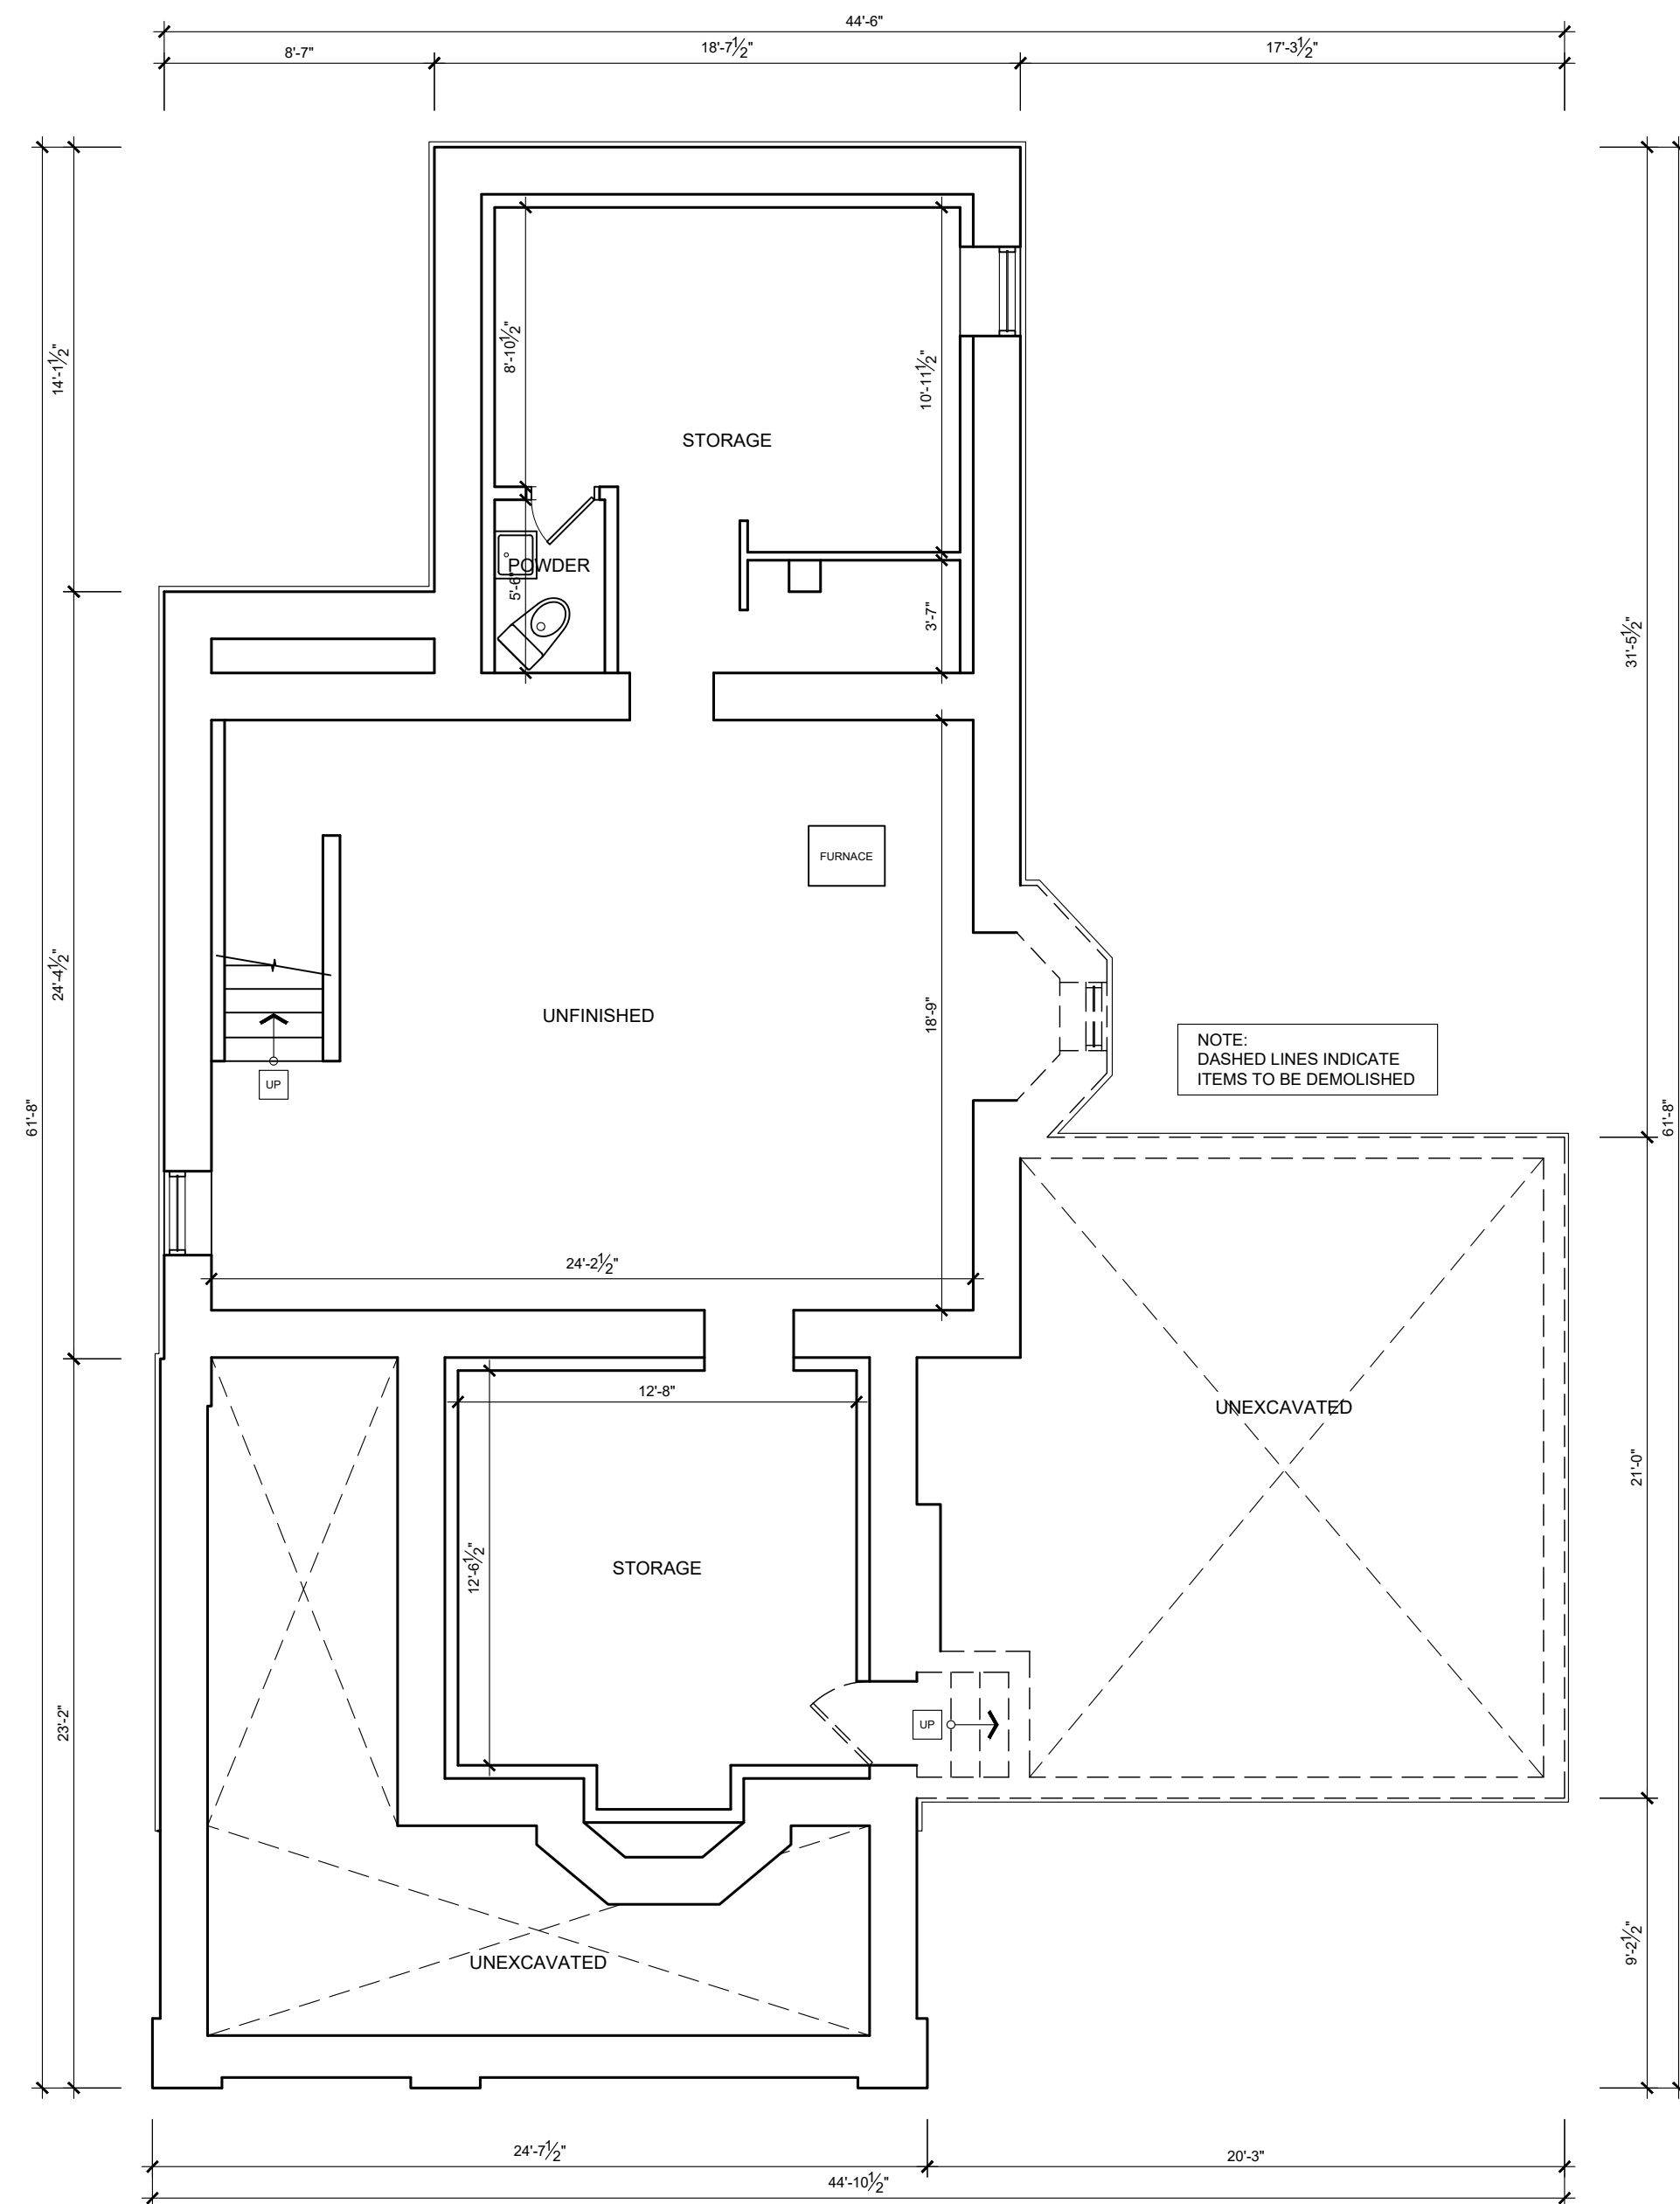 44'-6"
8'-7"
18'-7½"
17'-3½"
14'-1½"
8'-10½"
10'-11½"
STORAGE
POWDER
5'-6"
3'-7"
31'-5½"
FURNACE
24'-4½"
UNFINISHED
18'-9"
NOTE:
DASHED LINES INDICATE
ITEMS TO BE DEMOLISHED
UP
61'-8"
61'-8"
24'-2½"
12'-8"
UNEXCAVATED
21'-0"
12'-6½"
STORAGE
23'-2"
UP
9'-2½"
UNEXCAVATED
24'-7½"
20'-3"
44'-10½"